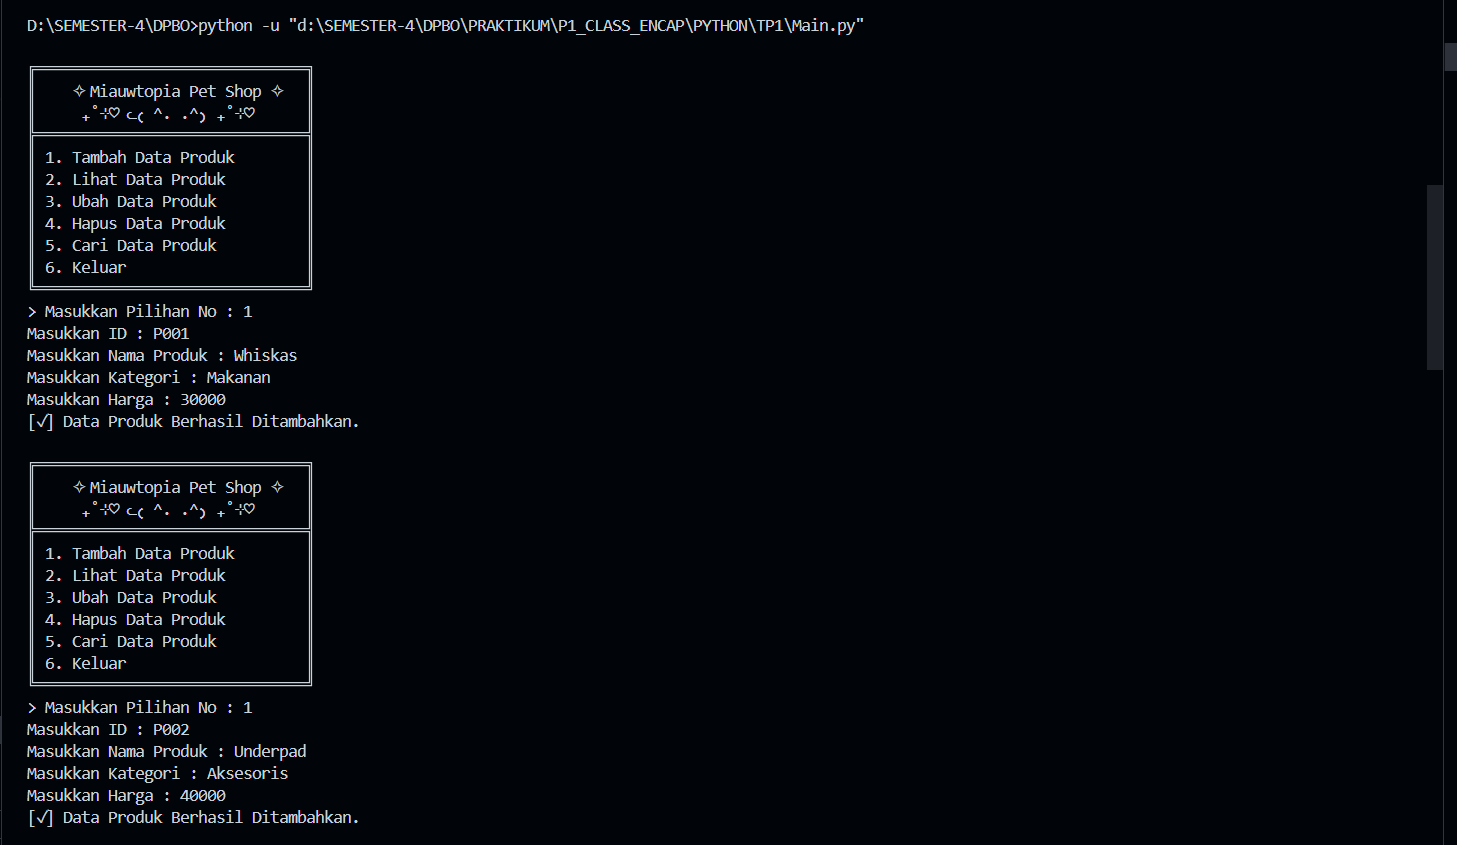 D:\SEMESTER-4\DPBO>python -u "d:\SEMESTER-4\DPBO\PRAKTIKUM\P1_CLASS_ENCAP\PYTHON\TP1\Main.py"
✧ Miauwtopia Pet Shop ✧
₊˚⊹♡ ᓚ₍ ^. .^₎ ₊˚⊹♡
1. Tambah Data Produk
2. Lihat Data Produk
3. Ubah Data Produk
4. Hapus Data Produk
5. Cari Data Produk
6. Keluar
> Masukkan Pilihan No : 1
Masukkan ID : P001
Masukkan Nama Produk : Whiskas
Masukkan Kategori : Makanan
Masukkan Harga : 30000
[√] Data Produk Berhasil Ditambahkan.
✧ Miauwtopia Pet Shop ✧
₊˚⊹♡ ᓚ₍ ^. .^₎ ₊˚⊹♡
1. Tambah Data Produk
2. Lihat Data Produk
3. Ubah Data Produk
4. Hapus Data Produk
5. Cari Data Produk
6. Keluar
> Masukkan Pilihan No : 1
Masukkan ID : P002
Masukkan Nama Produk : Underpad
Masukkan Kategori : Aksesoris
Masukkan Harga : 40000
[√] Data Produk Berhasil Ditambahkan.